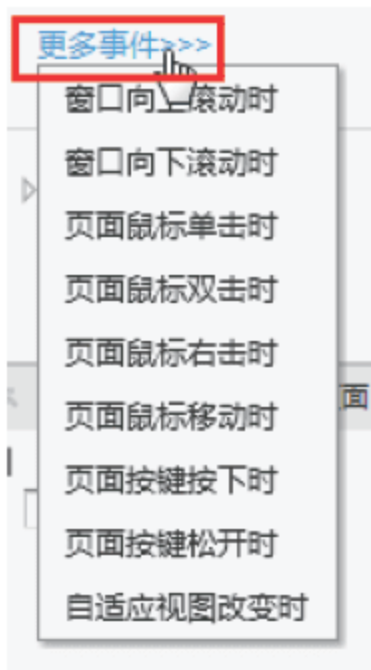 更多事件>>>
窗口向上滚动时
窗口向下滚动时
页面鼠标单击时
页面鼠标双击时
页面鼠标右击时
页面鼠标移动时
面
页面按键按下时
页面按键松开时
自适应视图改变时